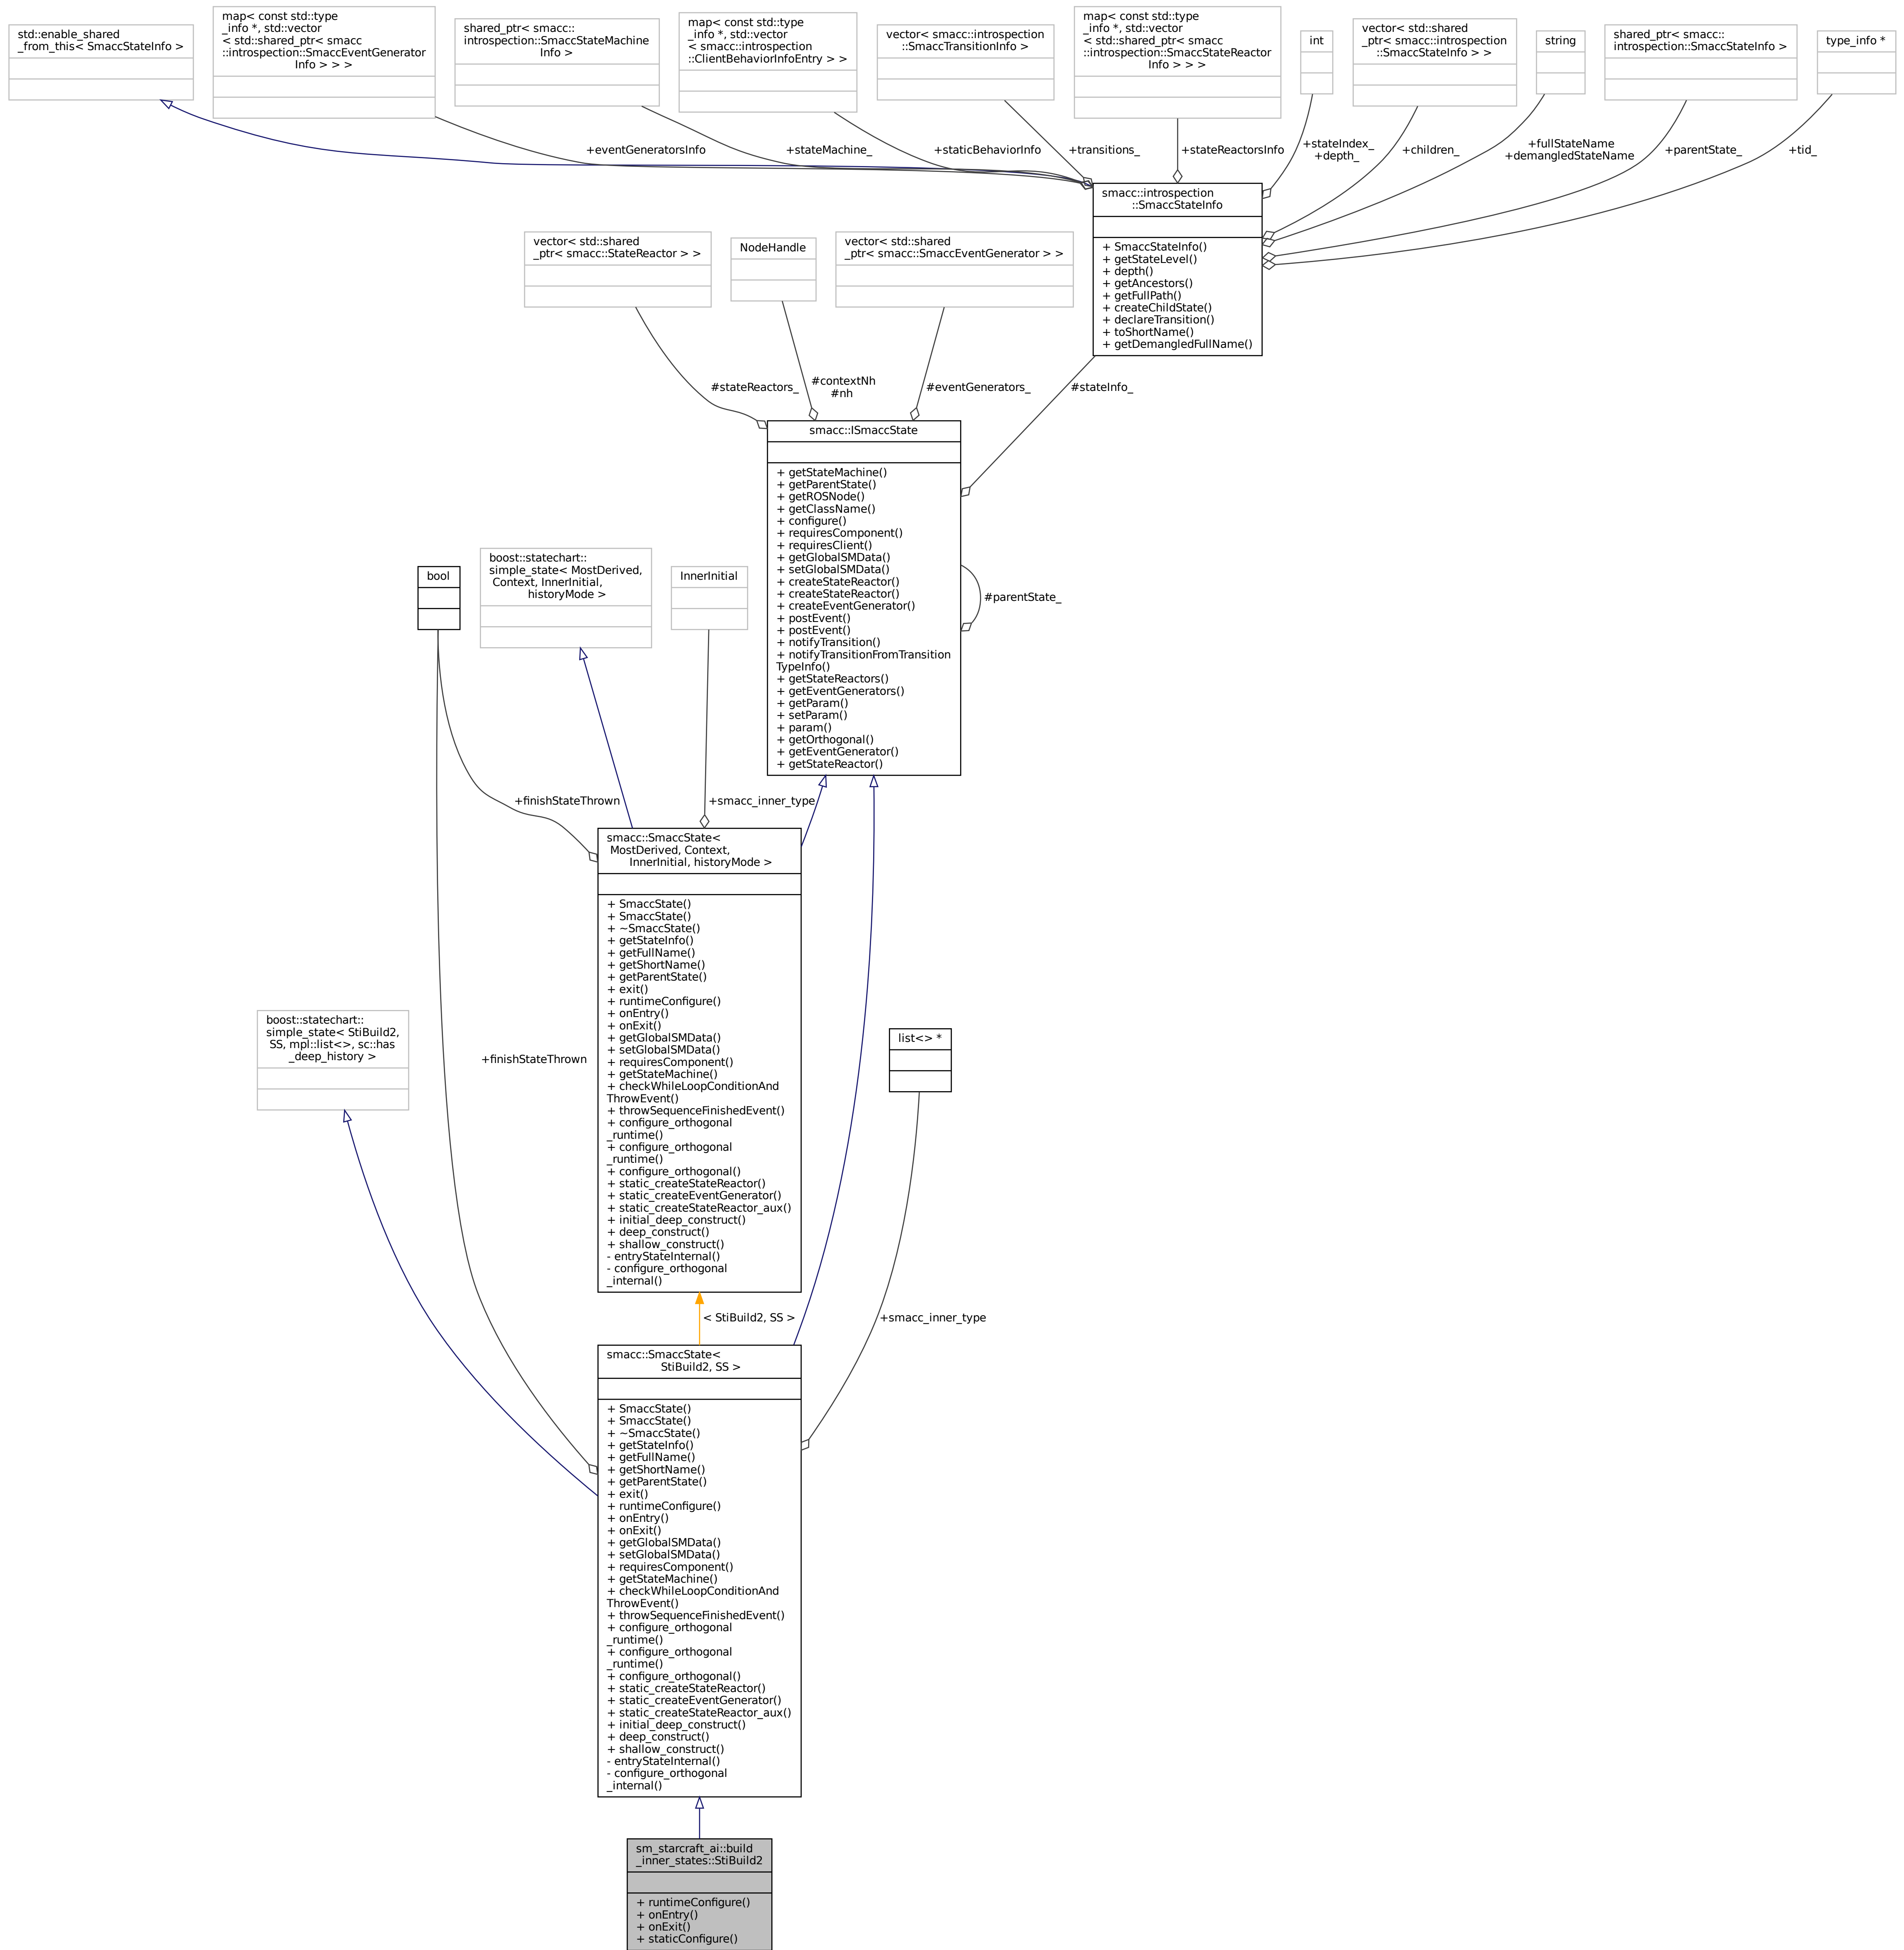 std::enable_shared
_from_this< SmaccStateInfo >
map< const std::type
_info *, std::vector
< std::shared_ptr< smacc
::introspection::SmaccEventGenerator
Info > > >
shared_ptr< smacc::
introspection::SmaccStateMachine
Info >
map< const std::type
_info *, std::vector
< smacc::introspection
::ClientBehaviorInfoEntry > >
vector< smacc::introspection
::SmaccTransitionInfo >
map< const std::type
_info *, std::vector
< std::shared_ptr< smacc
::introspection::SmaccStateReactor
Info > > >
int
vector< std::shared
_ptr< smacc::introspection
::SmaccStateInfo > >
string
shared_ptr< smacc::
introspection::SmaccStateInfo >
type_info *
+eventGeneratorsInfo
+stateMachine_
+staticBehaviorInfo
+transitions_
+stateReactorsInfo
+stateIndex_
+depth_
+children_
+fullStateName
+demangledStateName
+parentState_
+tid_
smacc::introspection
::SmaccStateInfo
+ SmaccStateInfo()
+ getStateLevel()
+ depth()
+ getAncestors()
+ getFullPath()
+ createChildState()
+ declareTransition()
+ toShortName()
+ getDemangledFullName()
vector< std::shared
_ptr< smacc::StateReactor > >
NodeHandle
vector< std::shared
_ptr< smacc::SmaccEventGenerator > >
#stateReactors_
#contextNh
#nh
#eventGenerators_
#stateInfo_
smacc::ISmaccState
+ getStateMachine()
+ getParentState()
+ getROSNode()
+ getClassName()
+ configure()
+ requiresComponent()
+ requiresClient()
+ getGlobalSMData()
+ setGlobalSMData()
+ createStateReactor()
+ createStateReactor()
+ createEventGenerator()
+ postEvent()
+ postEvent()
+ notifyTransition()
+ notifyTransitionFromTransition
TypeInfo()
+ getStateReactors()
+ getEventGenerators()
+ getParam()
+ setParam()
+ param()
+ getOrthogonal()
+ getEventGenerator()
+ getStateReactor()
#parentState_
bool
boost::statechart::
simple_state< MostDerived,
Context, InnerInitial,
historyMode >
InnerInitial
+finishStateThrown
+smacc_inner_type
smacc::SmaccState<
MostDerived, Context,
InnerInitial, historyMode >
+ SmaccState()
+ SmaccState()
+ ~SmaccState()
+ getStateInfo()
+ getFullName()
+ getShortName()
+ getParentState()
+ exit()
+ runtimeConfigure()
+ onEntry()
+ onExit()
+ getGlobalSMData()
+ setGlobalSMData()
+ requiresComponent()
+ getStateMachine()
+ checkWhileLoopConditionAnd
ThrowEvent()
+ throwSequenceFinishedEvent()
+ configure_orthogonal
_runtime()
+ configure_orthogonal
_runtime()
+ configure_orthogonal()
+ static_createStateReactor()
+ static_createEventGenerator()
+ static_createStateReactor_aux()
+ initial_deep_construct()
+ deep_construct()
+ shallow_construct()
- entryStateInternal()
- configure_orthogonal
_internal()
boost::statechart::
simple_state< StiBuild2,
SS, mpl::list<>, sc::has
_deep_history >
+finishStateThrown
list<> *
< StiBuild2, SS >
+smacc_inner_type
smacc::SmaccState<
StiBuild2, SS >
+ SmaccState()
+ SmaccState()
+ ~SmaccState()
+ getStateInfo()
+ getFullName()
+ getShortName()
+ getParentState()
+ exit()
+ runtimeConfigure()
+ onEntry()
+ onExit()
+ getGlobalSMData()
+ setGlobalSMData()
+ requiresComponent()
+ getStateMachine()
+ checkWhileLoopConditionAnd
ThrowEvent()
+ throwSequenceFinishedEvent()
+ configure_orthogonal
_runtime()
+ configure_orthogonal
_runtime()
+ configure_orthogonal()
+ static_createStateReactor()
+ static_createEventGenerator()
+ static_createStateReactor_aux()
+ initial_deep_construct()
+ deep_construct()
+ shallow_construct()
- entryStateInternal()
- configure_orthogonal
_internal()
sm_starcraft_ai::build
_inner_states::StiBuild2
+ runtimeConfigure()
+ onEntry()
+ onExit()
+ staticConfigure()